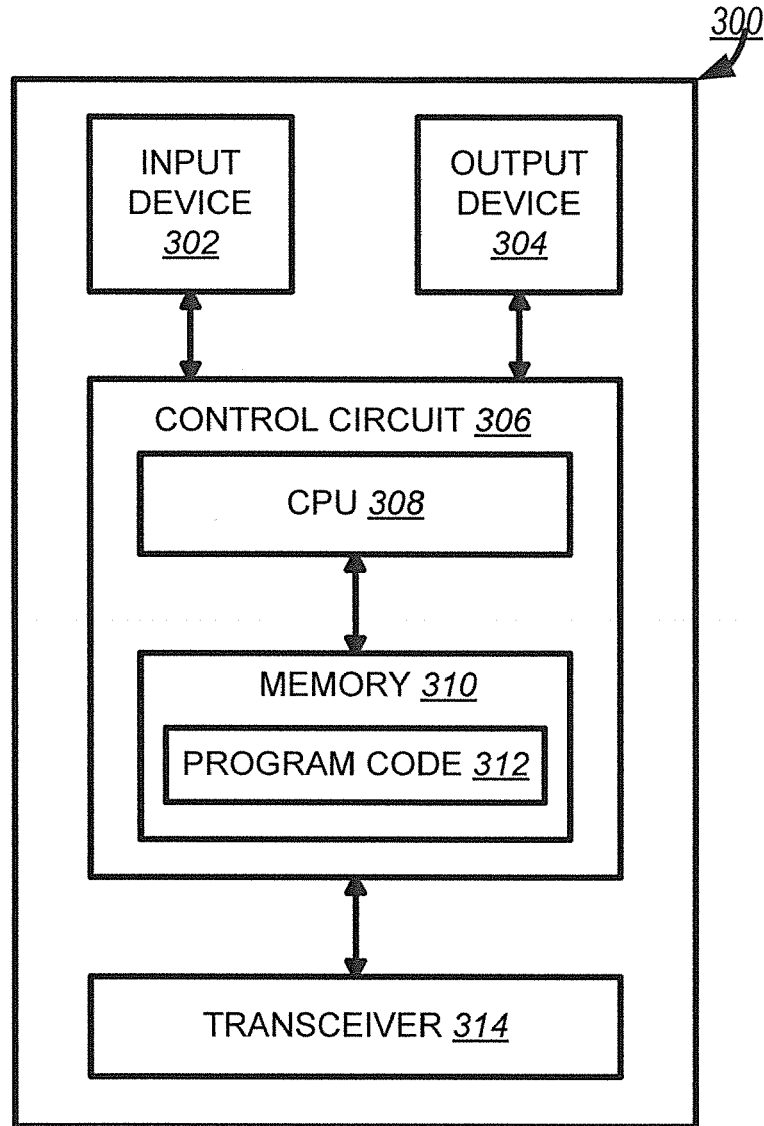 300
INPUT
DEVICE
302
OUTPUT
DEVICE
304
CONTROL CIRCUIT 306
CPU 308
MEMORY 310
PROGRAM CODE 312
TRANSCEIVER 314